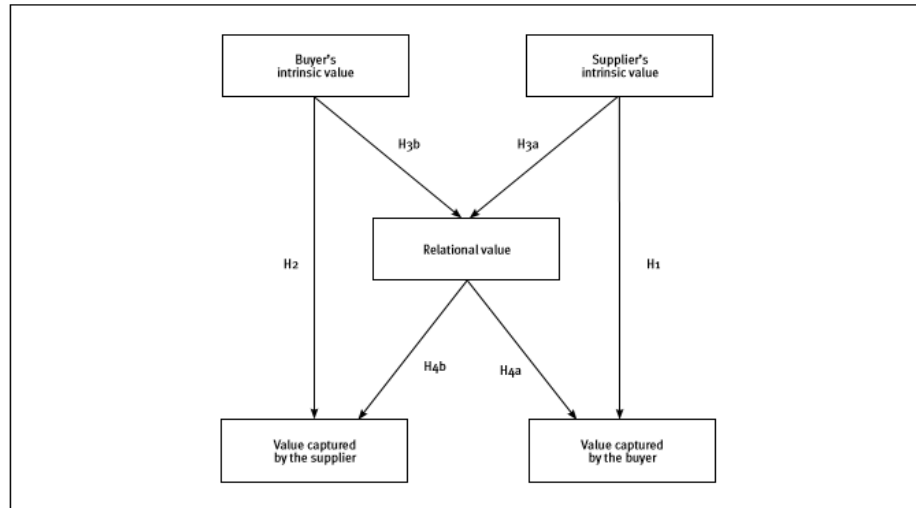 Buyer's
intrinsic value
Supplier's
intrinsic value
H3b
H3a
Relational value
H2
H1
H4b
H4a
Value captured
by the supplier
Value captured
by the buyer